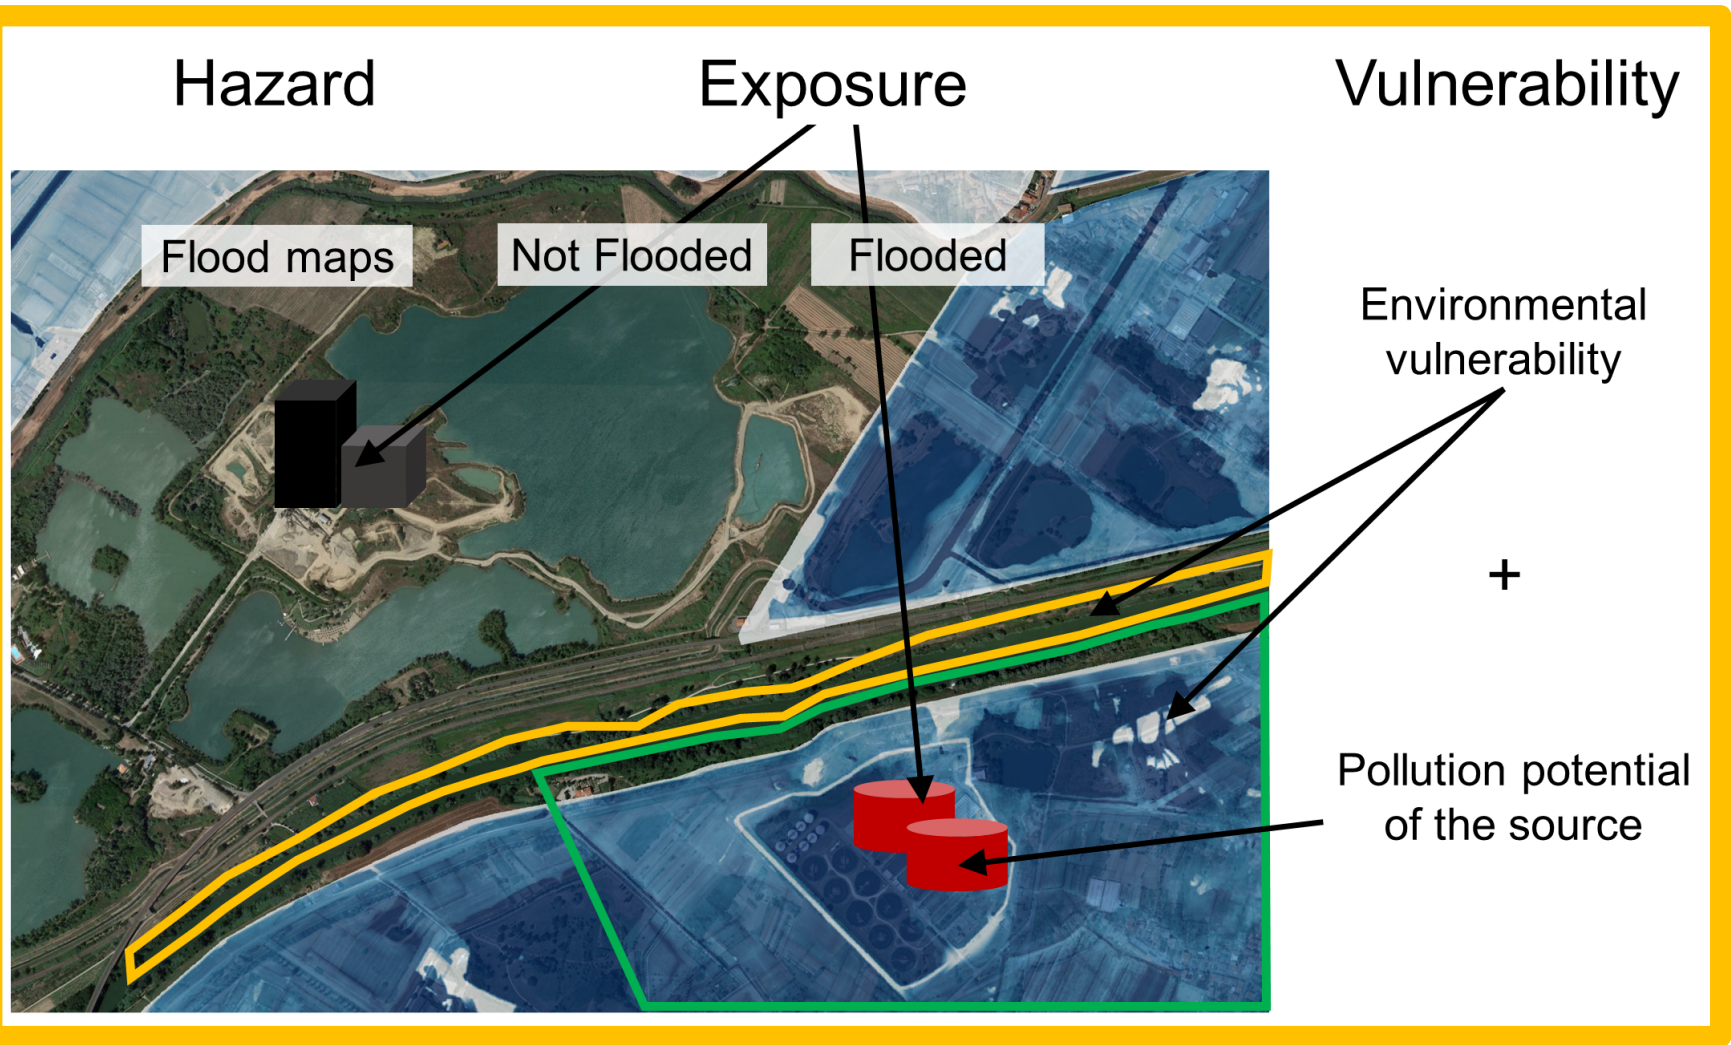 Hazard
Exposure
Vulnerability
Flood maps
Not Flooded
Flooded
Environmental
vulnerability
+
Pollution potential
of the source